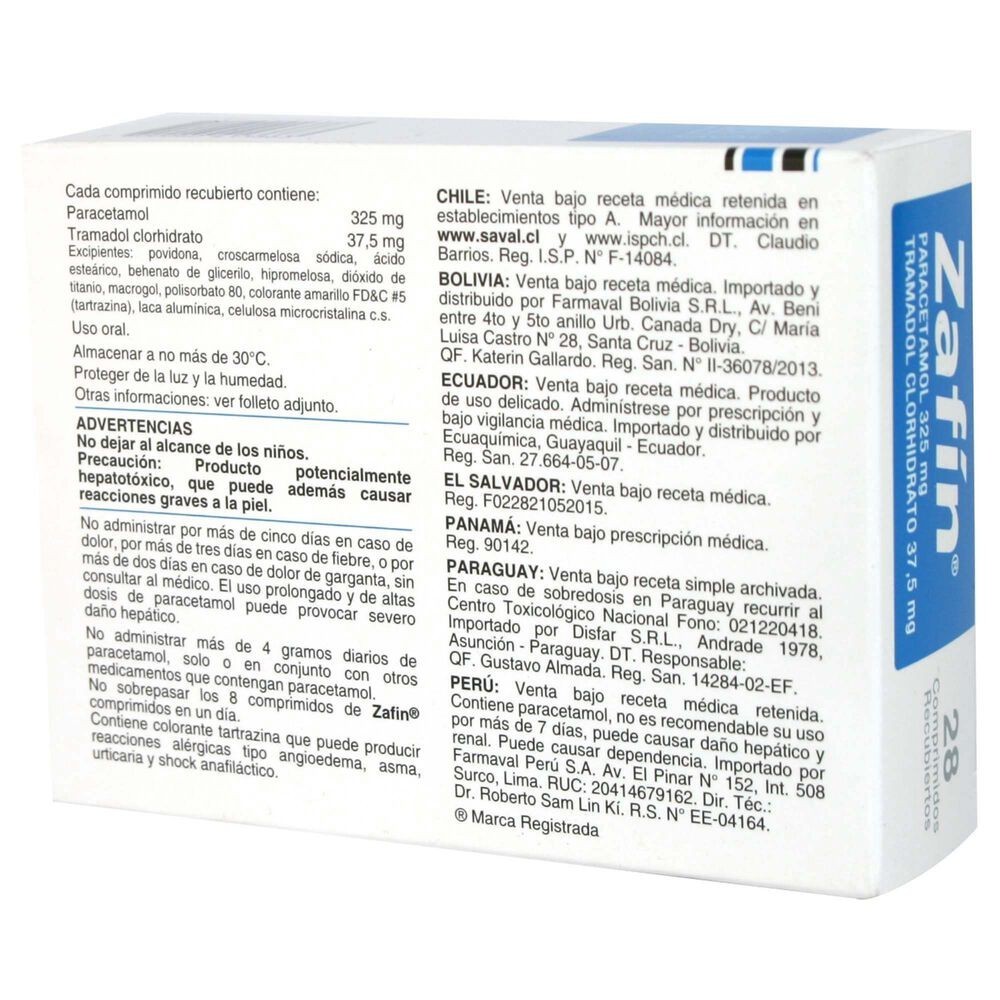 Cada comprimido recubierto contiene:
Paracetamol 325 mg
Tramadol clorhidrato 37,5 mg
Excipientes: povidona, croscarmelosa sódica, ácido
esteárico, behenato de glicerilo, hipromelosa, dióxido de
titanio, macrogol, polisorbato 80, colorante amarillo FD&C #5
(tartrazina), laca alumínica, celulosa microcristalina c.s.
Uso oral.
Almacenar a no más de 30°C.
Proteger de la luz y la humedad.
Otras informaciones: ver folleto adjunto.
ADVERTENCIAS
No dejar al alcance de los niños.
Precaución: Producto potencialmente
hepatotóxico, que puede además causar
reacciones graves a la piel.
No administrar por más de cinco días en caso de
dolor, por más de tres días en caso de fiebre, o por
más de dos días en caso de dolor de garganta, sin
consultar al médico. El uso prolongado y de altas
dosis de paracetamol puede provocar severo
daño hepático.
No administrar más de 4 gramos diarios de
paracetamol, solo o en conjunto con otros
medicamentos que contengan paracetamol.
No sobrepasar los 8 comprimidos de Zafin®
comprimidos en un día.
Contiene colorante tartrazina que puede producir
reacciones alérgicas tipo angioedema, asma,
urticaria y shock anafiláctico.
CHILE: Venta bajo receta médica retenida en
establecimientos tipo A. Mayor información en
www.saval.cl y www.ispch.cl. DT. Claudio
Barrios. Reg. I.S.P. N° F-14084.
BOLIVIA: Venta bajo receta médica. Importado y
distribuido por Farmaval Bolivia S.R.L., Av. Beni
entre 4to y 5to anillo Urb. Canada Dry, C/ María
Luisa Castro N° 28, Santa Cruz - Bolivia.
QF. Katerin Gallardo. Reg. San. N° II-36078/2013.
ECUADOR: Venta bajo receta médica. Producto
de uso delicado. Adminístrese por prescripción y
bajo vigilancia médica. Importado y distribuido por
Ecuaquímica, Guayaquil - Ecuador.
Reg. San. 27.664-05-07.
EL SALVADOR: Venta bajo receta médica.
Reg. F022821052015.
PANAMÁ: Venta bajo prescripción médica.
Reg. 90142.
PARAGUAY: Venta bajo receta simple archivada.
En caso de sobredosis en Paraguay recurrir al
Centro Toxicológico Nacional Fono: 021220418.
Importado por Disfar S.R.L., Andrade 1978,
Asunción - Paraguay. DT. Responsable:
QF. Gustavo Almada. Reg. San. 14284-02-EF.
PERÚ: Venta bajo receta médica retenida.
Contiene paracetamol, no es recomendable su uso
por más de 7 días, puede causar daño hepático y
renal. Puede causar dependencia. Importado por
Farmaval Perú S.A. Av. El Pinar N° 152, Int. 508
Surco, Lima. RUC: 20414679162. Dir. Téc.:
Dr. Roberto Sam Lin Kí. R.S. N° EE-04164.
® Marca Registrada
Zafin®
PARACETAMOL 325 mg
TRAMADOL CLORHIDRATO 37,5 mg
28
Comprimidos
Recubiertos